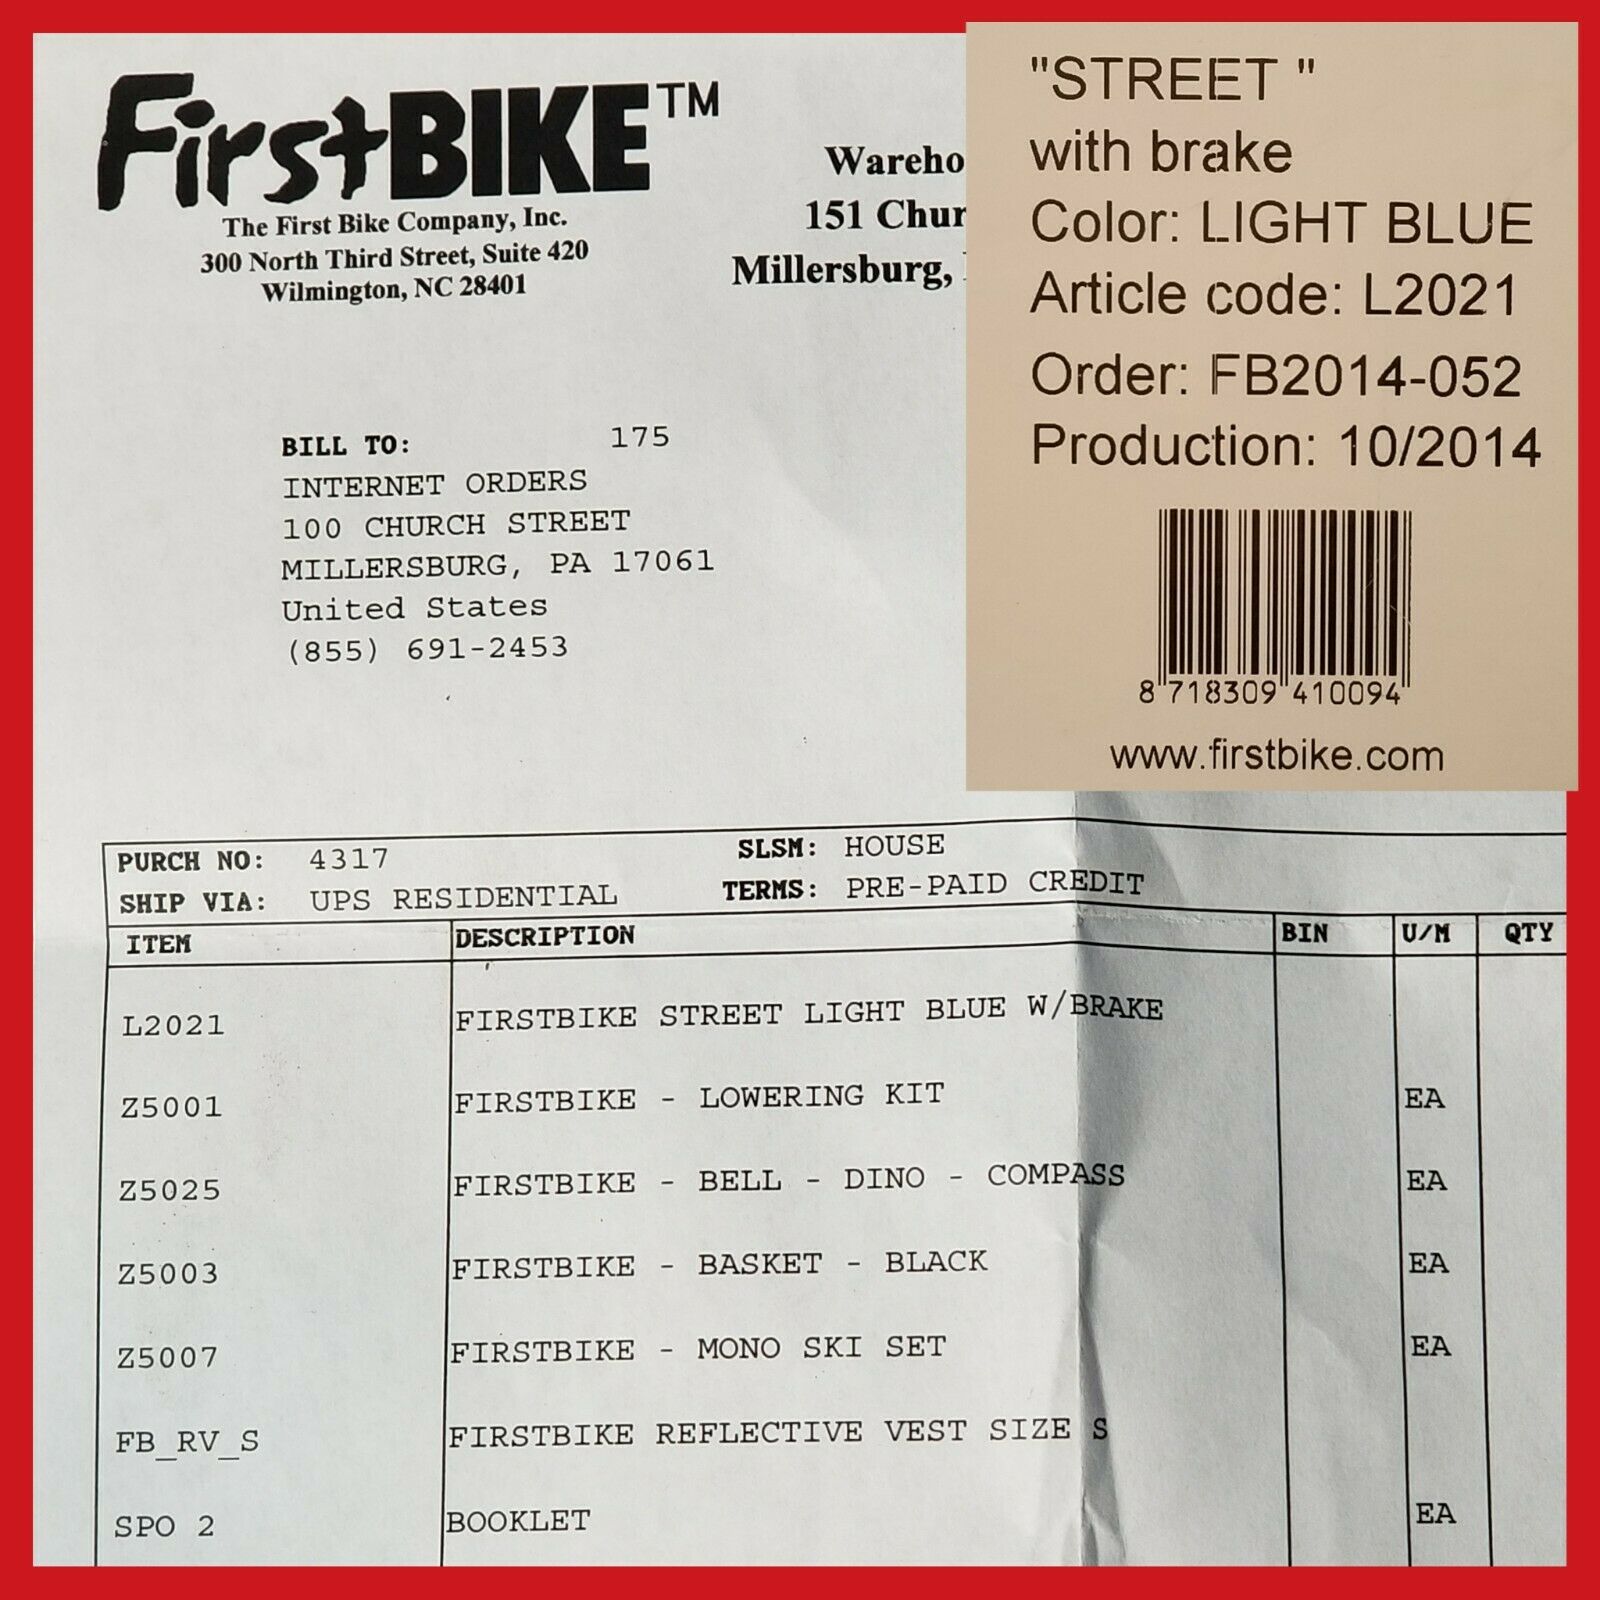 FirstBIKE™
The First Bike Company, Inc.
300 North Third Street, Suite 420
Wilmington, NC 28401
151
Millersburg,
"STREET "
with brake
Color: LIGHT BLUE
Article code: L2021
Order: FB2014-052
Production: 10/2014
8 718309 410094
www.firstbike.com
BILL TO: 175
INTERNET ORDERS
100 CHURCH STREET
MILLERSBURG, PA 17061
United States
(855) 691-2453
PURCH NO: 4317 SLSM: HOUSE
SHIP VIA: UPS RESIDENTIAL TERMS: PRE-PAID CREDIT
ITEM DESCRIPTION BIN U/M QTY
L2021 FIRSTBIKE STREET LIGHT BLUE W/BRAKE
Z5001 FIRSTBIKE - LOWERING KIT EA
Z5025 FIRSTBIKE - BELL - DINO - COMPASS EA
Z5003 FIRSTBIKE - BASKET - BLACK EA
Z5007 FIRSTBIKE - MONO SKI SET EA
FB_RV_S FIRSTBIKE REFLECTIVE VEST SIZE S
SPO 2 BOOKLET EA